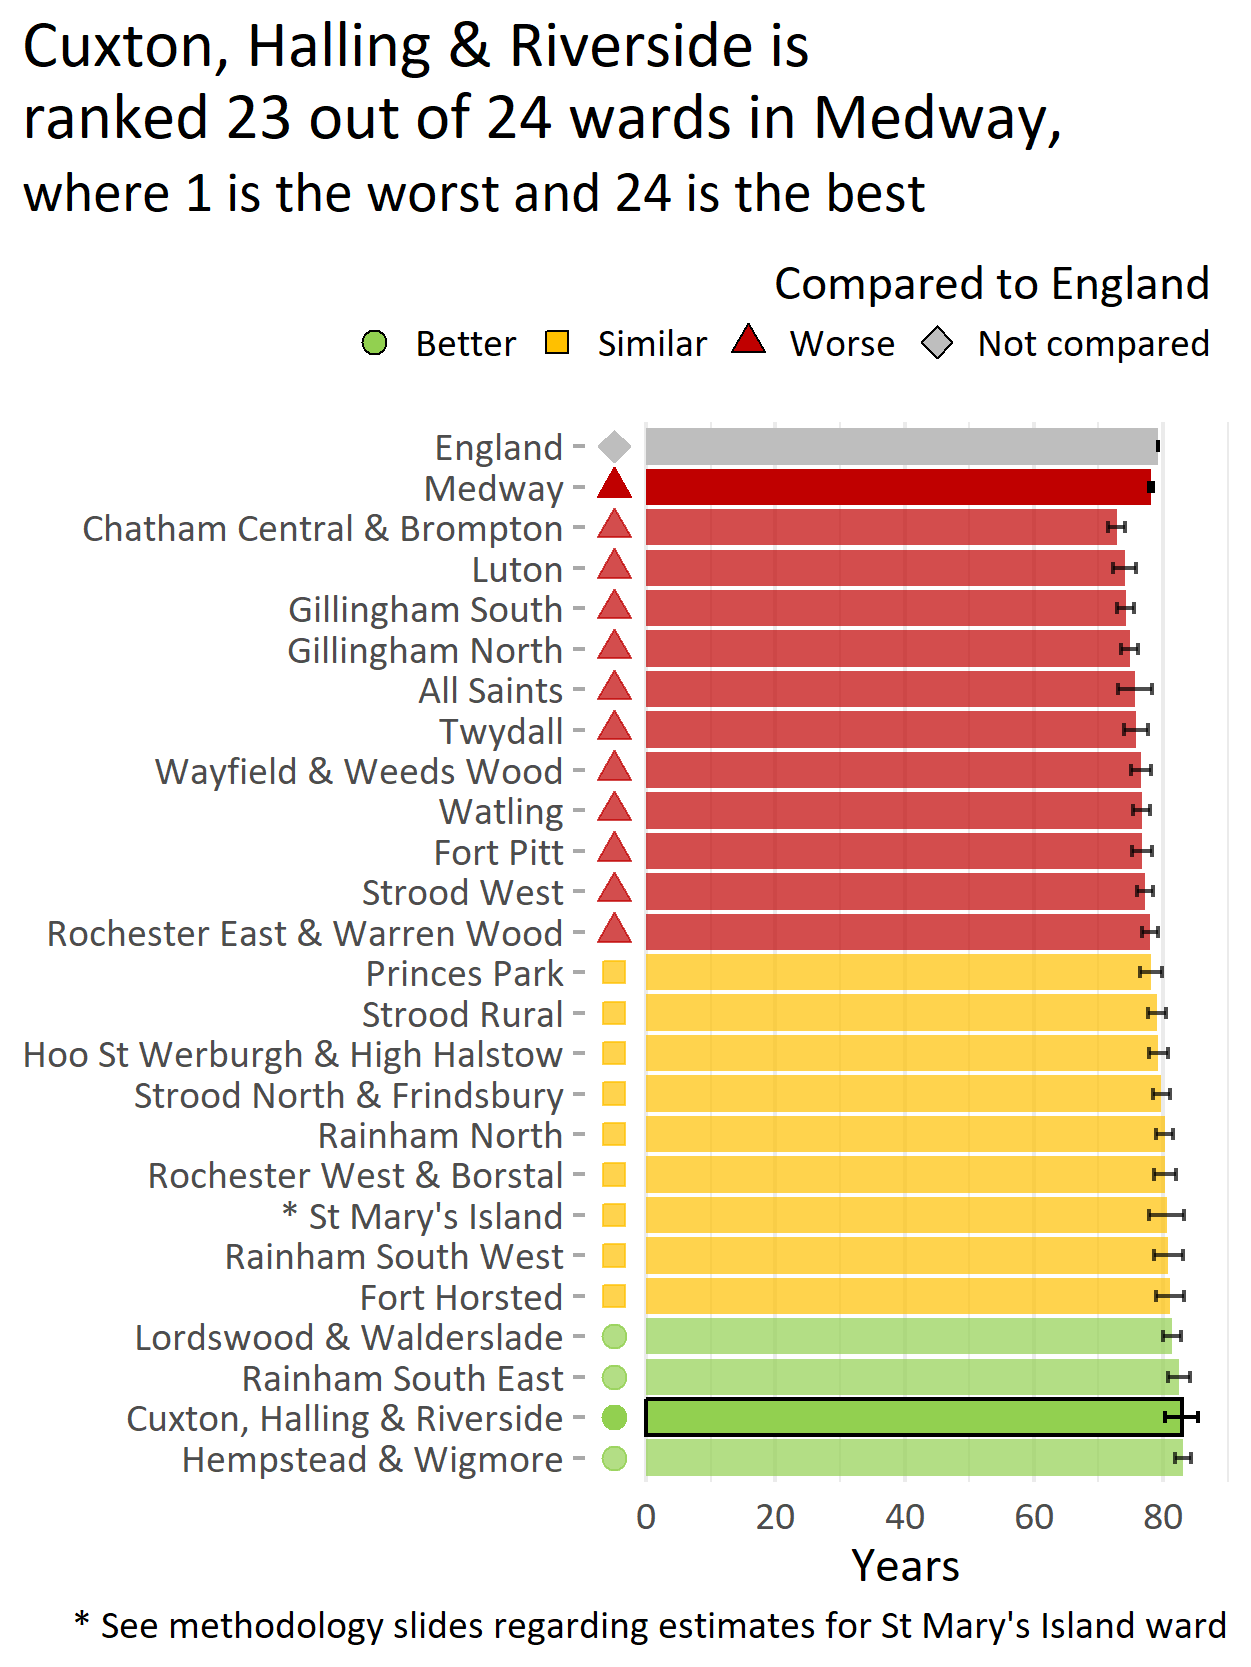 Cuxton, Halling & Riverside is
ranked 23 out of 24 wards in Medway,
where 1 is the worst and 24 is the best
Compared to England
Better Similar Worse Not compared
England
Medway
Chatham Central & Brompton
Luton
Gillingham South
Gillingham North
All Saints
Twydall
Wayfield & Weeds Wood
Watling
Fort Pitt
Strood West
Rochester East & Warren Wood
Princes Park
Strood Rural
Hoo St Werburgh & High Halstow
Strood North & Frindsbury
Rainham North
Rochester West & Borstal
* St Mary's Island
Rainham South West
Fort Horsted
Lordswood & Walderslade
Rainham South East
Cuxton, Halling & Riverside
Hempstead & Wigmore
0 20 40 60 80
Years
* See methodology slides regarding estimates for St Mary's Island ward